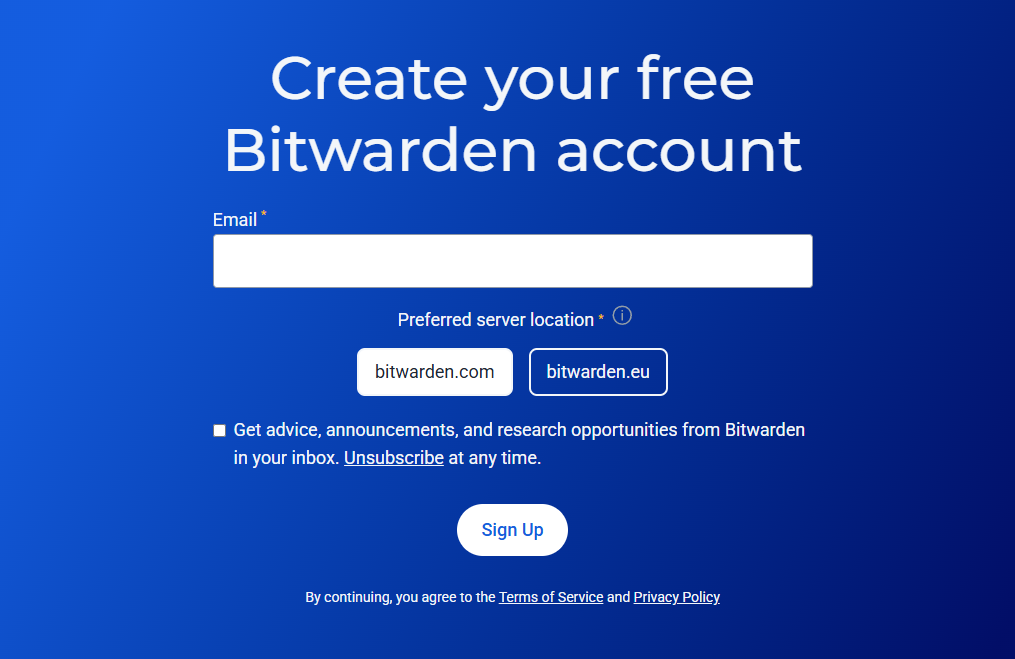 Create your free
Bitwarden account
Email *
Preferred server location * ⓘ
bitwarden.com bitwarden.eu
Get advice, announcements, and research opportunities from Bitwarden
in your inbox. Unsubscribe at any time.
Sign Up
By continuing, you agree to the Terms of Service and Privacy Policy